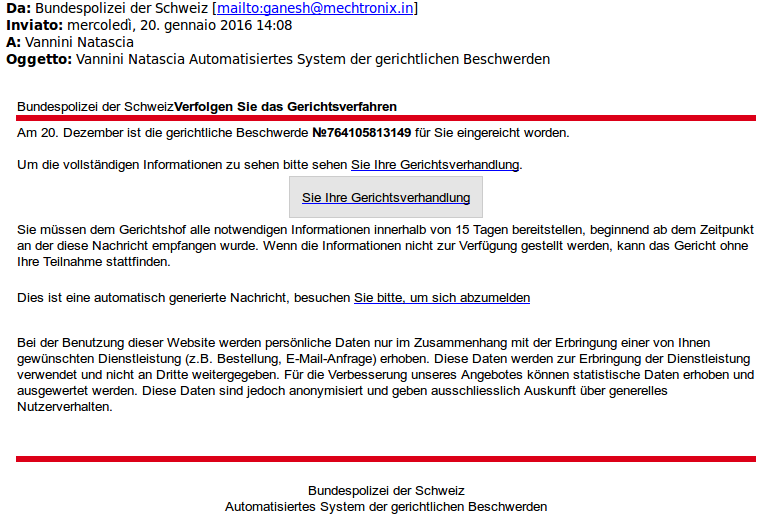 Da: Bundespolizei der Schweiz [mailto:ganesh@mechtronix.in]
Inviato: mercoledì, 20. gennaio 2016 14:08
A: Vannini Natascia
Oggetto: Vannini Natascia Automatisiertes System der gerichtlichen Beschwerden
Bundespolizei der SchweizVerfolgen Sie das Gerichtsverfahren
Am 20. Dezember ist die gerichtliche Beschwerde №764105813149 für Sie eingereicht worden.
Um die vollständigen Informationen zu sehen bitte sehen Sie Ihre Gerichtsverhandlung.
Sie Ihre Gerichtsverhandlung
Sie müssen dem Gerichtshof alle notwendigen Informationen innerhalb von 15 Tagen bereitstellen, beginnend ab dem Zeitpunkt
an der diese Nachricht empfangen wurde. Wenn die Informationen nicht zur Verfügung gestellt werden, kann das Gericht ohne
Ihre Teilnahme stattfinden.
Dies ist eine automatisch generierte Nachricht, besuchen Sie bitte, um sich abzumelden
Bei der Benutzung dieser Website werden persönliche Daten nur im Zusammenhang mit der Erbringung einer von Ihnen
gewünschten Dienstleistung (z.B. Bestellung, E-Mail-Anfrage) erhoben. Diese Daten werden zur Erbringung der Dienstleistung
verwendet und nicht an Dritte weitergegeben. Für die Verbesserung unseres Angebotes können statistische Daten erhoben und
ausgewertet werden. Diese Daten sind jedoch anonymisiert und geben ausschliesslich Auskunft über generelles
Nutzerverhalten.
Bundespolizei der Schweiz
Automatisiertes System der gerichtlichen Beschwerden